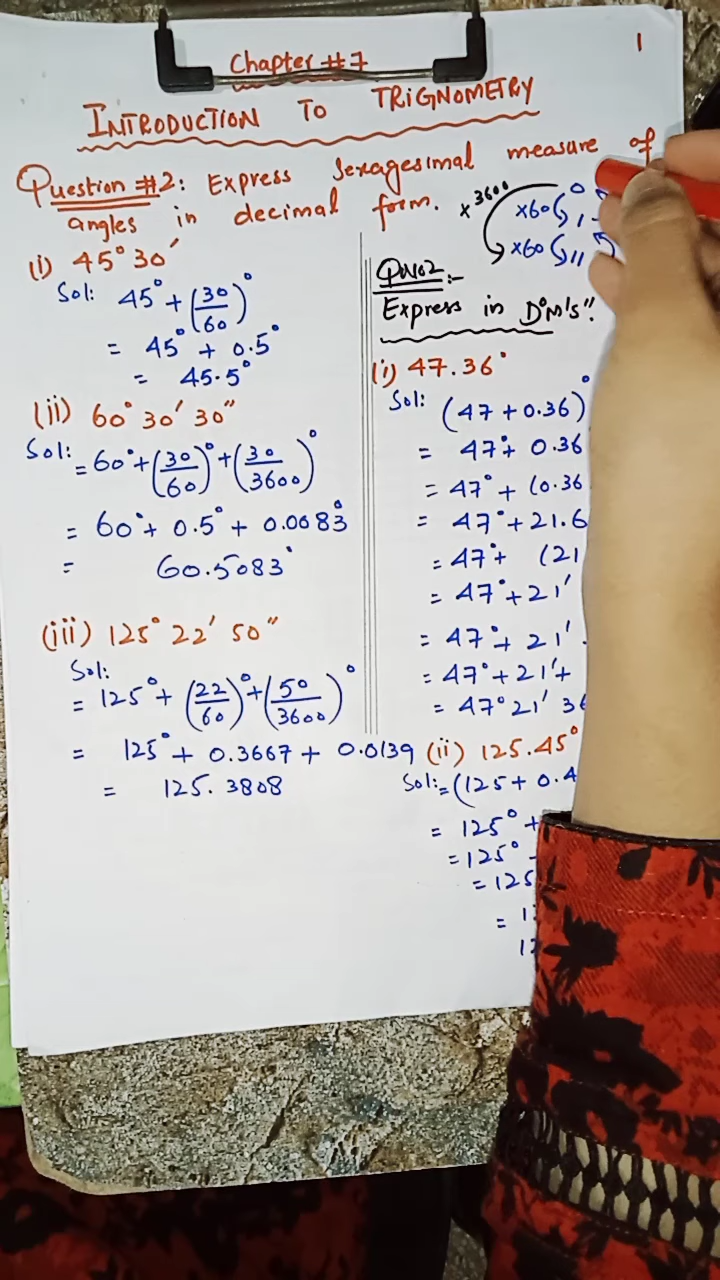 1
Chapter #7
INTRODUCTION TO TRIGNOMETRY
Question #2: Express Sexagesimal measure of
angles in decimal form.
×3600
×60 °
×60 ′
″
(i) 45° 30′
Sol: 45° + (30/60)°
= 45° + 0.5°
= 45.5°
(ii) 60° 30′ 30″
Sol: = 60° + (30/60)° + (30/3600)°
= 60° + 0.5° + 0.0083°
= 60.5083°
(iii) 125° 22′ 50″
Sol:
= 125° + (22/60)° + (50/3600)°
= 125° + 0.3667 + 0.0139
= 125.3808
QNo2:-
Express in D°M′S″.
(i) 47.36°
Sol: (47 + 0.36)°
= 47° + 0.36
= 47° + (0.36
= 47° + 21.6
= 47° + (21
= 47° + 21′
= 47° + 21′
= 47° + 21′ +
= 47° 21′ 36
(ii) 125.45°
Sol: = (125 + 0.4
= 125° +
= 125°
= 125
=